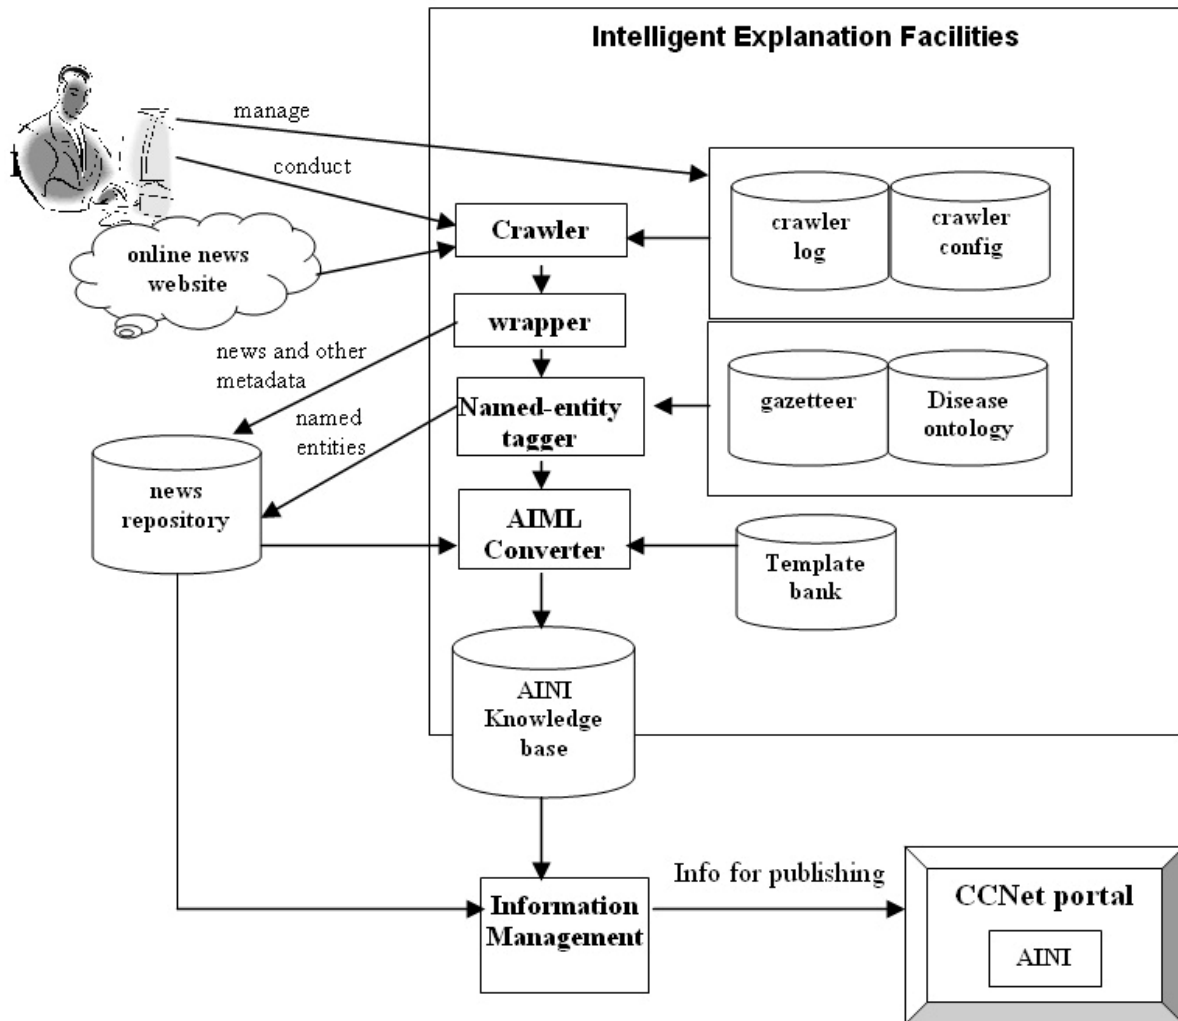 Intelligent Explanation Facilities
manage
conduct
online news
website
Crawler
crawler
log
crawler
config
wrapper
news and other
metadata
named
entities
Named-entity
tagger
gazetteer
Disease
ontology
news
repository
AIML
Converter
Template
bank
AINI
Knowledge
base
Information
Management
Info for publishing
CCNet portal
AINI